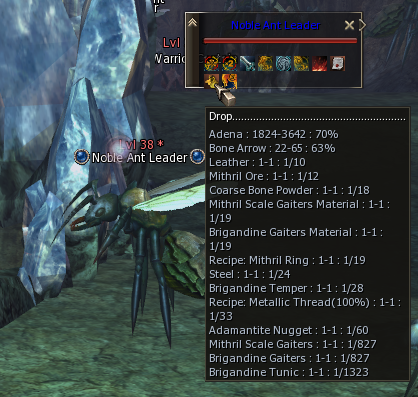 Noble Ant Leader
Lvl
Warrio
Lvl 38 *
Noble Ant Leader
Drop........................................................
Adena : 1824-3642 : 70%
Bone Arrow : 22-65 : 63%
Leather : 1-1 : 1/10
Mithril Ore : 1-1 : 1/12
Coarse Bone Powder : 1-1 : 1/18
Mithril Scale Gaiters Material : 1-1 :
1/19
Brigandine Gaiters Material : 1-1 :
1/19
Recipe: Mithril Ring : 1-1 : 1/19
Steel : 1-1 : 1/24
Brigandine Temper : 1-1 : 1/28
Recipe: Metallic Thread(100%) : 1-1 :
1/33
Adamantite Nugget : 1-1 : 1/60
Mithril Scale Gaiters : 1-1 : 1/827
Brigandine Gaiters : 1-1 : 1/827
Brigandine Tunic : 1-1 : 1/1323